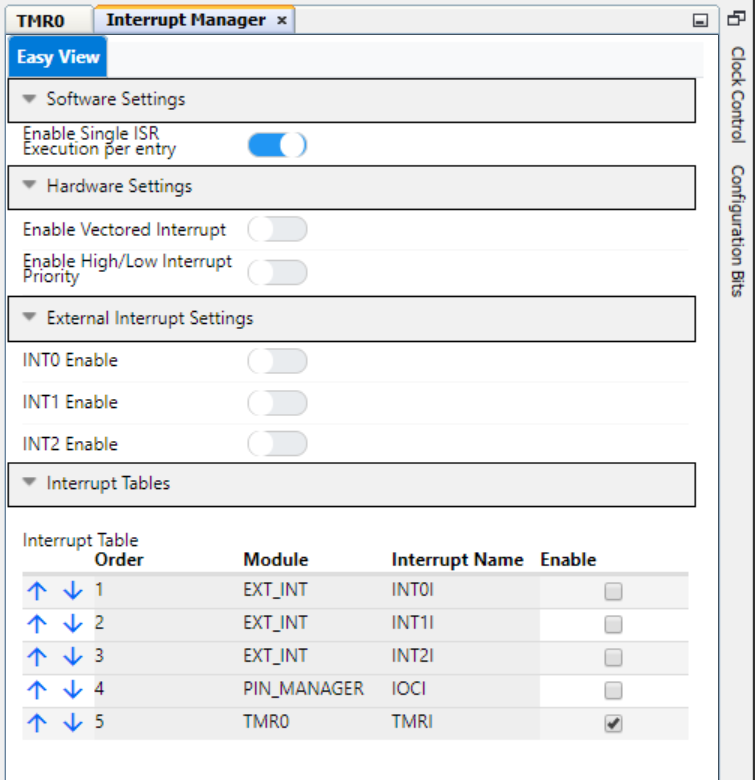 TMR0 Interrupt Manager ×
Easy View
Software Settings
Enable Single ISR
Execution per entry
Hardware Settings
Enable Vectored Interrupt
Enable High/Low Interrupt
Priority
External Interrupt Settings
INT0 Enable
INT1 Enable
INT2 Enable
Interrupt Tables
Interrupt Table
Order Module Interrupt Name Enable
1 EXT_INT INT0I
2 EXT_INT INT1I
3 EXT_INT INT2I
4 PIN_MANAGER IOCI
5 TMR0 TMRI
Clock Control
Configuration Bits